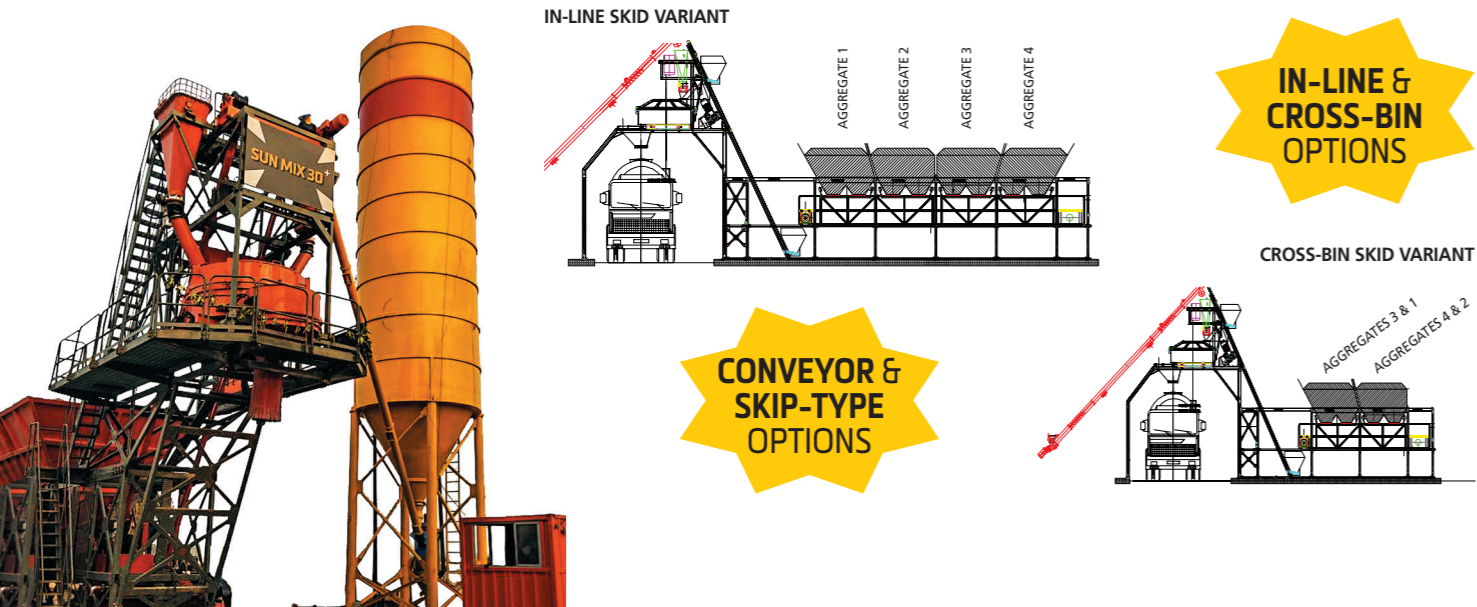 IN-LINE SKID VARIANT
AGGREGATE 1
AGGREGATE 2
AGGREGATE 3
AGGREGATE 4
IN-LINE &
CROSS-BIN
OPTIONS
SUN MIX 30+
CROSS-BIN SKID VARIANT
AGGREGATES 3 & 1
AGGREGATES 4 & 2
CONVEYOR &
SKIP-TYPE
OPTIONS